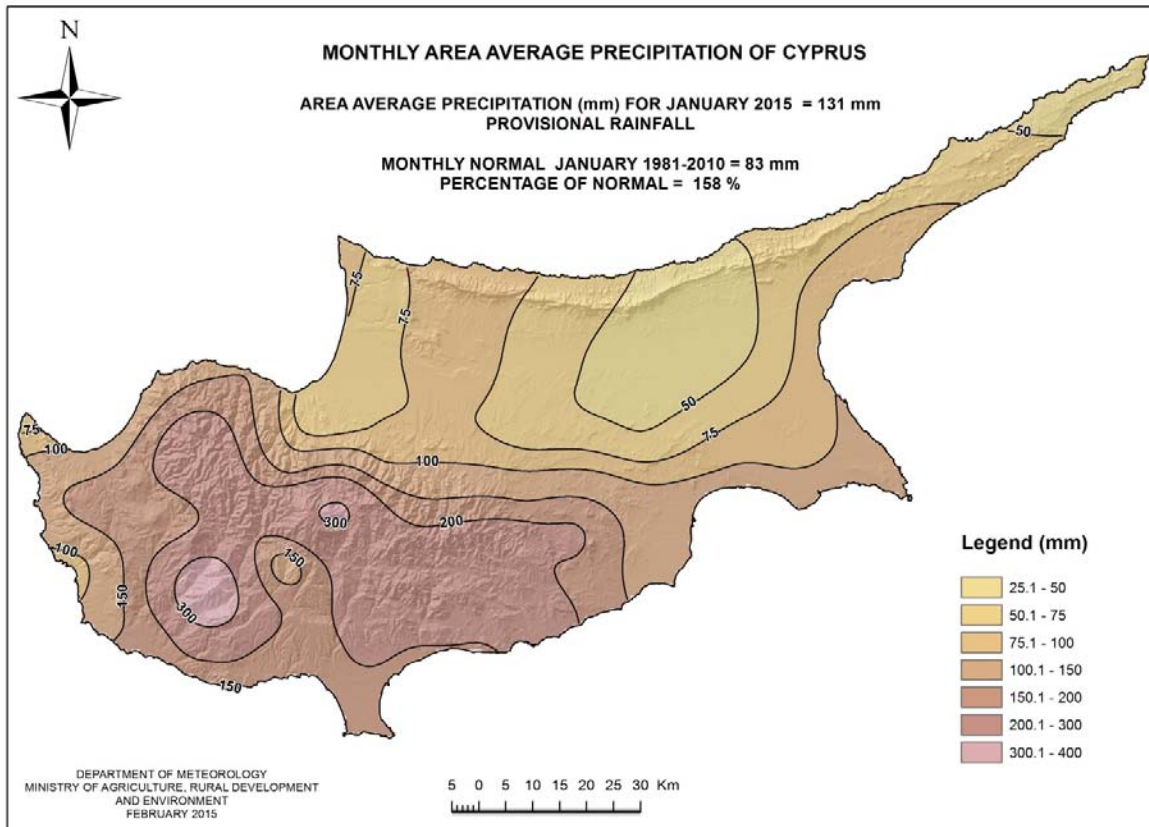 N
MONTHLY AREA AVERAGE PRECIPITATION OF CYPRUS
AREA AVERAGE PRECIPITATION (mm) FOR JANUARY 2015 = 131 mm
PROVISIONAL RAINFALL
MONTHLY NORMAL JANUARY 1981-2010 = 83 mm
PERCENTAGE OF NORMAL = 158 %
50
75
75
50
75
75
100
100
200
300
150
100
150
300
150
Legend (mm)
25.1 - 50
50.1 - 75
75.1 - 100
100.1 - 150
150.1 - 200
200.1 - 300
300.1 - 400
DEPARTMENT OF METEOROLOGY
MINISTRY OF AGRICULTURE, RURAL DEVELOPMENT
AND ENVIRONMENT
FEBRUARY 2015
5 0 5 10 15 20 25 30 Km